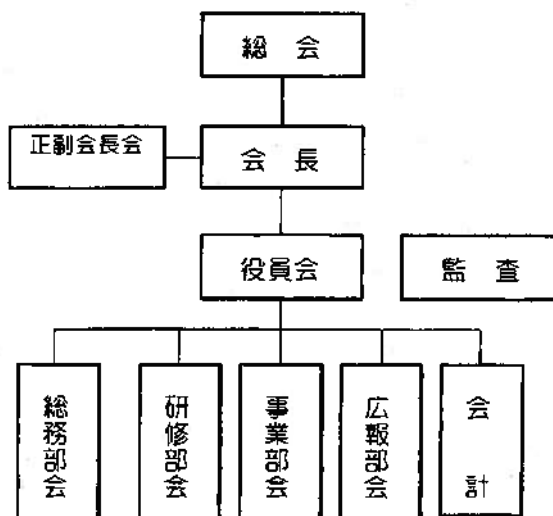 総 会
正副会長会
会 長
役員会
監 査
総務部会
研修部会
事業部会
広報部会
会 計